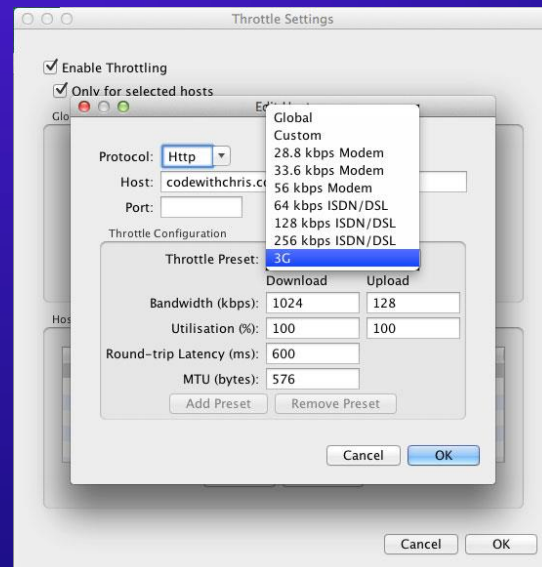 Throttle Settings
Enable Throttling
Only for selected hosts
Global
Custom
28.8 kbps Modem
33.6 kbps Modem
56 kbps Modem
64 kbps ISDN/DSL
128 kbps ISDN/DSL
256 kbps ISDN/DSL
3G
Protocol: Http
Host:
Port:
Throttle Configuration
Throttle Preset:
Download Upload
Bandwidth (kbps): 1024 128
Utilisation (%): 100 100
Round-trip Latency (ms): 600
MTU (bytes): 576
Add Preset Remove Preset
Cancel OK
Cancel OK